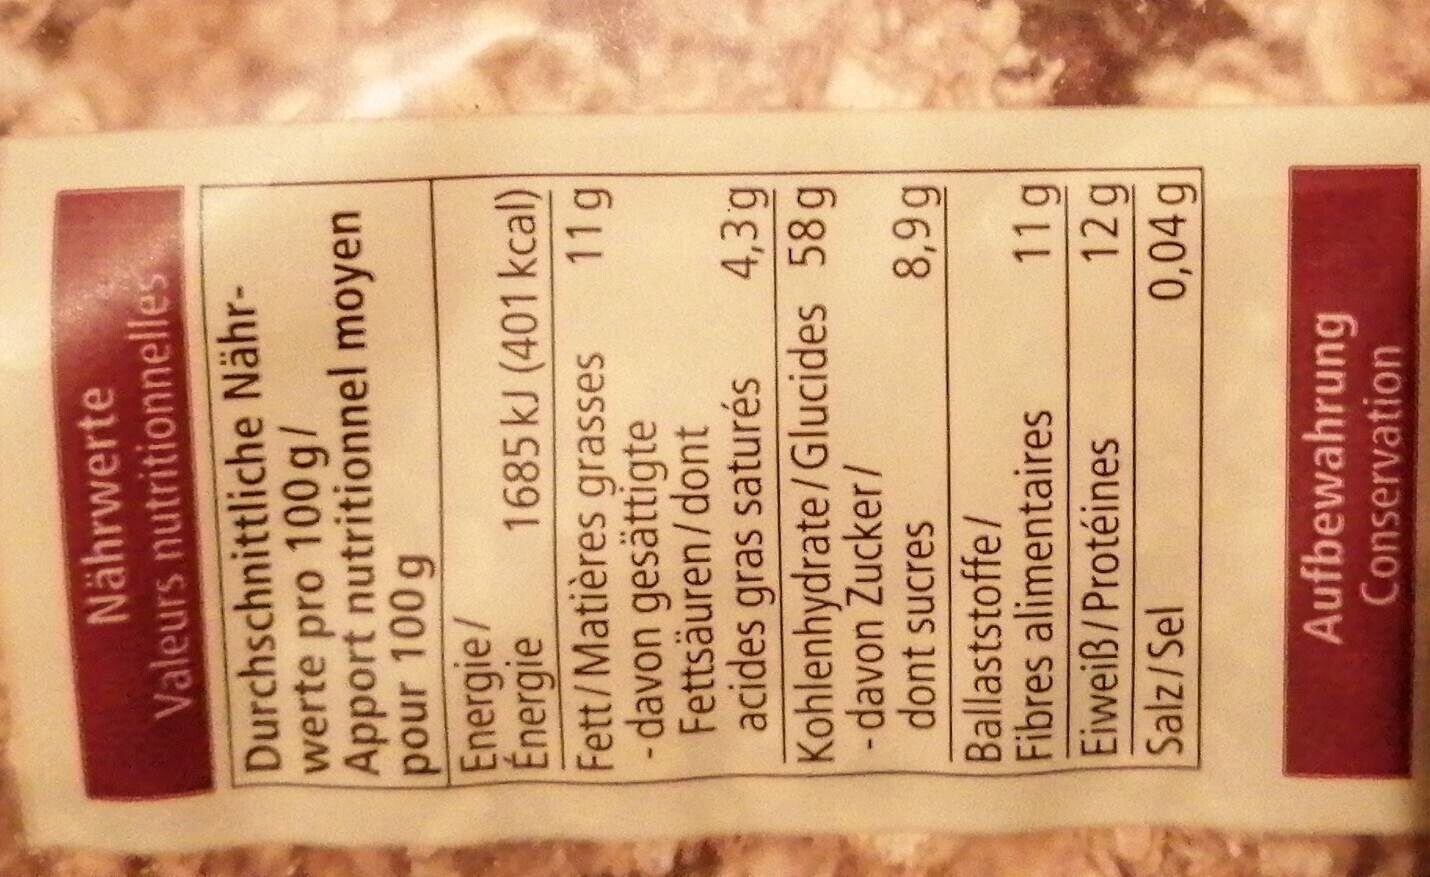 Nährwerte
Valeurs nutritionnelles
Durchschnittliche Nähr-
werte pro 100g/
Apport nutritionnel moyen
pour 100g
Energie/
Énergie 1685 kJ (401 kcal)
Fett/Matières grasses 11 g
- davon gesättigte
Fettsäuren/dont
acides gras saturés 4,3 g
Kohlenhydrate/Glucides 58 g
- davon Zucker/
dont sucres 8,9 g
Ballaststoffe/
Fibres alimentaires 11 g
Eiweiß/Protéines 12 g
Salz/Sel 0,04 g
Aufbewahrung
Conservation